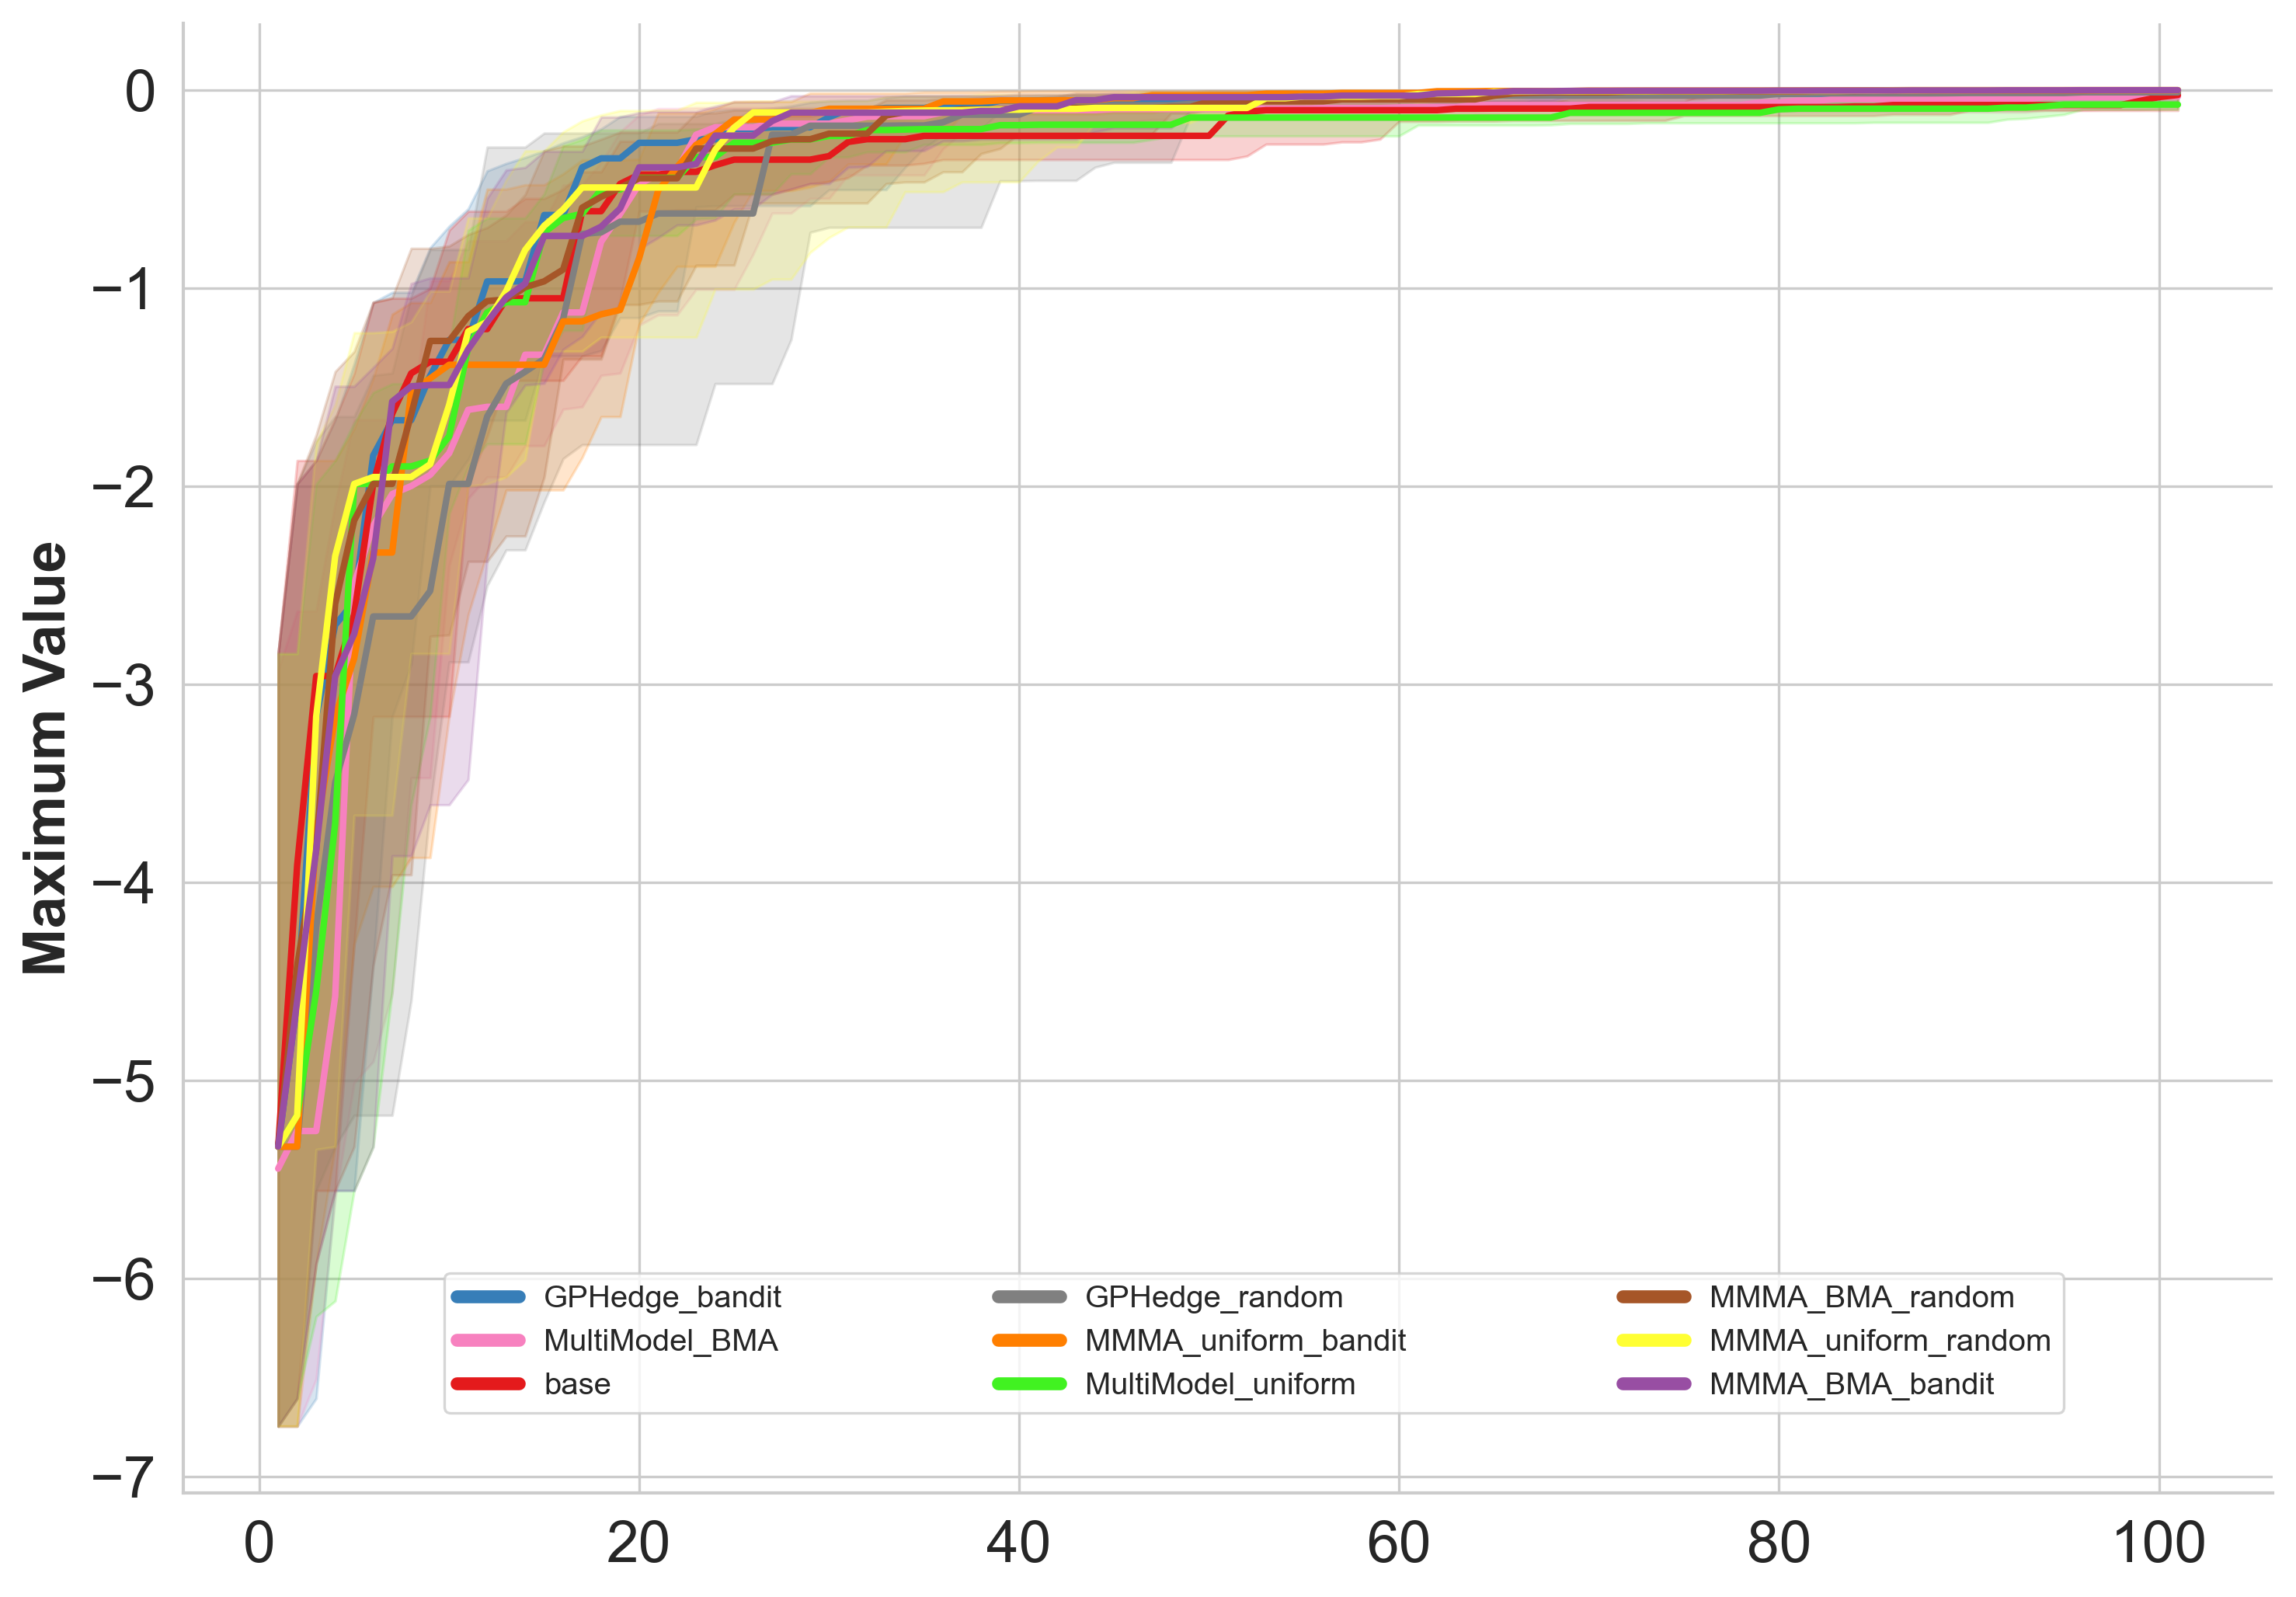 Maximum Value
0
−1
−2
−3
−4
−5
−6
−7
0 20 40 60 80 100
GPHedge_bandit GPHedge_random MMMA_BMA_random
MultiModel_BMA MMMA_uniform_bandit MMMA_uniform_random
base MultiModel_uniform MMMA_BMA_bandit